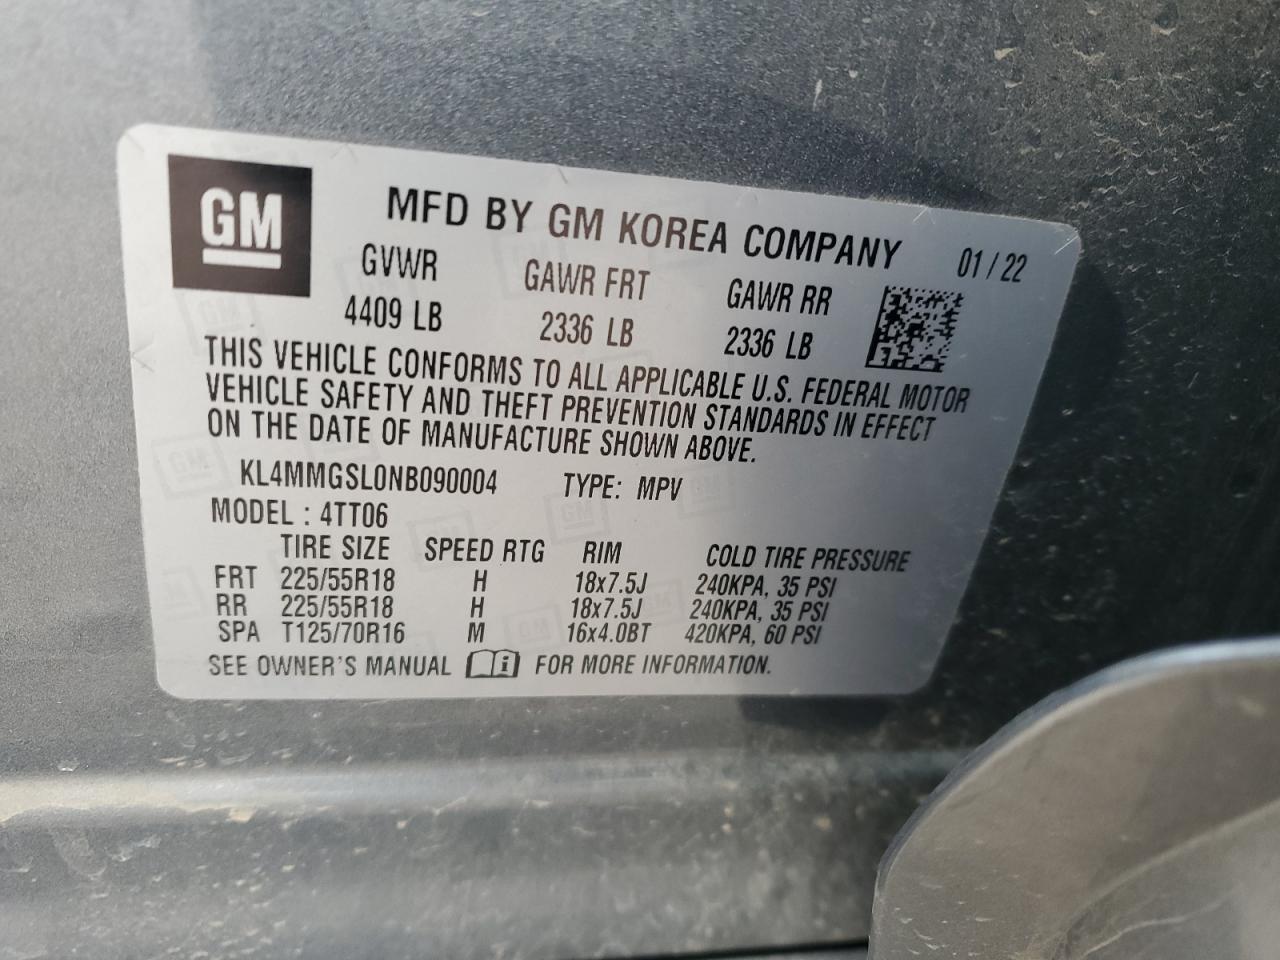 GM
MFD BY GM KOREA COMPANY 01/22
GVWR GAWR FRT GAWR RR
4409 LB 2336 LB 2336 LB
THIS VEHICLE CONFORMS TO ALL APPLICABLE U.S. FEDERAL MOTOR
VEHICLE SAFETY AND THEFT PREVENTION STANDARDS IN EFFECT
ON THE DATE OF MANUFACTURE SHOWN ABOVE.
KL4MMGSL0NB090004 TYPE: MPV
MODEL : 4TT06
TIRE SIZE SPEED RTG RIM COLD TIRE PRESSURE
FRT 225/55R18 H 18x7.5J 240KPA, 35 PSI
RR 225/55R18 H 18x7.5J 240KPA, 35 PSI
SPA T125/70R16 M 16x4.0BT 420KPA, 60 PSI
SEE OWNER'S MANUAL i FOR MORE INFORMATION.